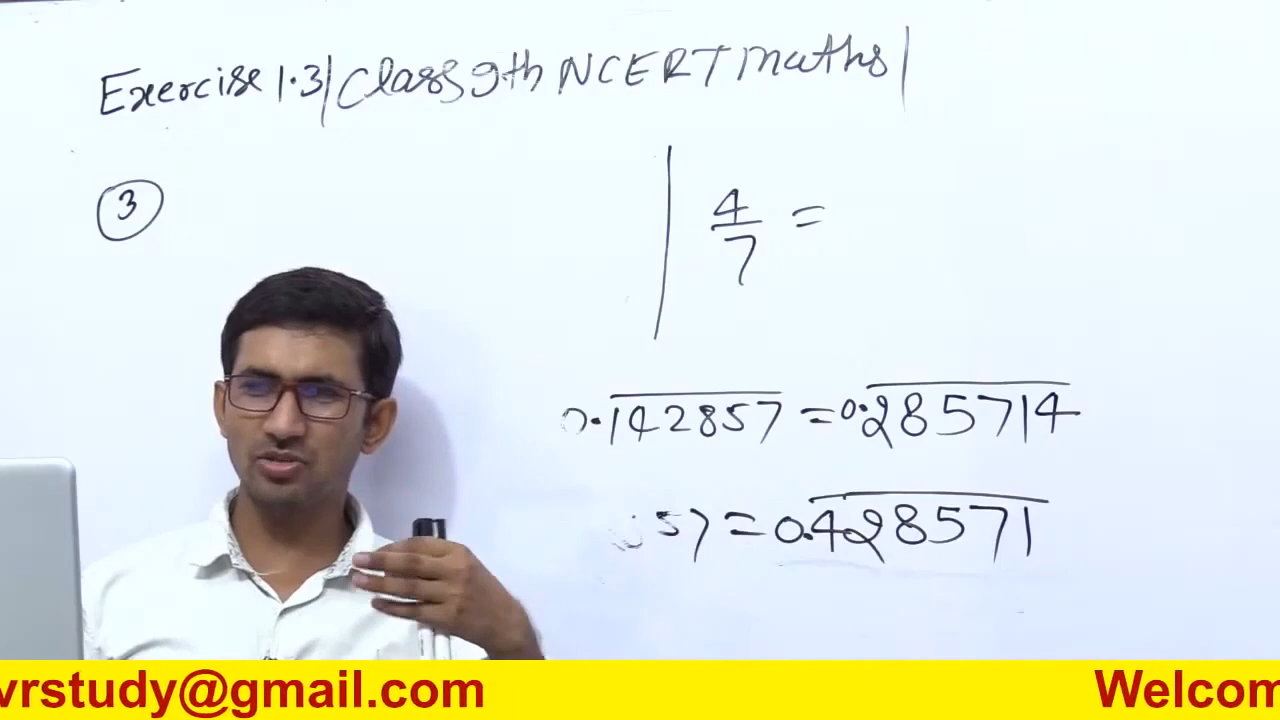 Exercise 1.3 | Class 9th NCERT maths |
3
4/7 =
0.142857 = 0.285714
57 = 0.428571
vrstudy@gmail.com Welcom